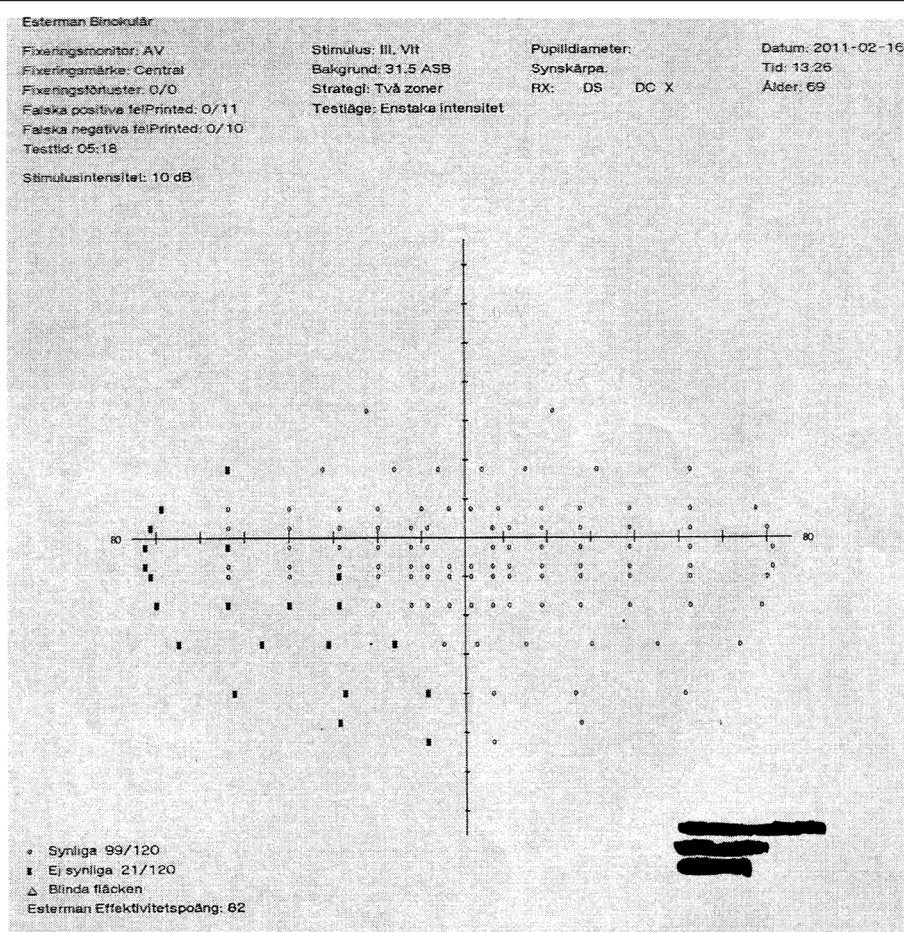 Esterman Binokulär
Fixeringsmonitor: AV
Fixeringsmärke: Central
Fixeringsförluster: 0/0
Falska positiva felPrinted: 0/11
Falska negativa felPrinted: 0/10
Testtid: 05:18
Stimulusintensitet: 10 dB
Stimulus: III, Vit
Bakgrund: 31.5 ASB
Strategi: Två zoner
Testläge: Enstaka intensitet
Pupilldiameter:
Synskärpa:
RX: DS DC X
Datum: 2011-02-16
Tid: 13:26
Ålder: 69
80
80
Synliga 99/120
Ej synliga 21/120
Blinda fläcken
Esterman Effektivitetspoäng: 82